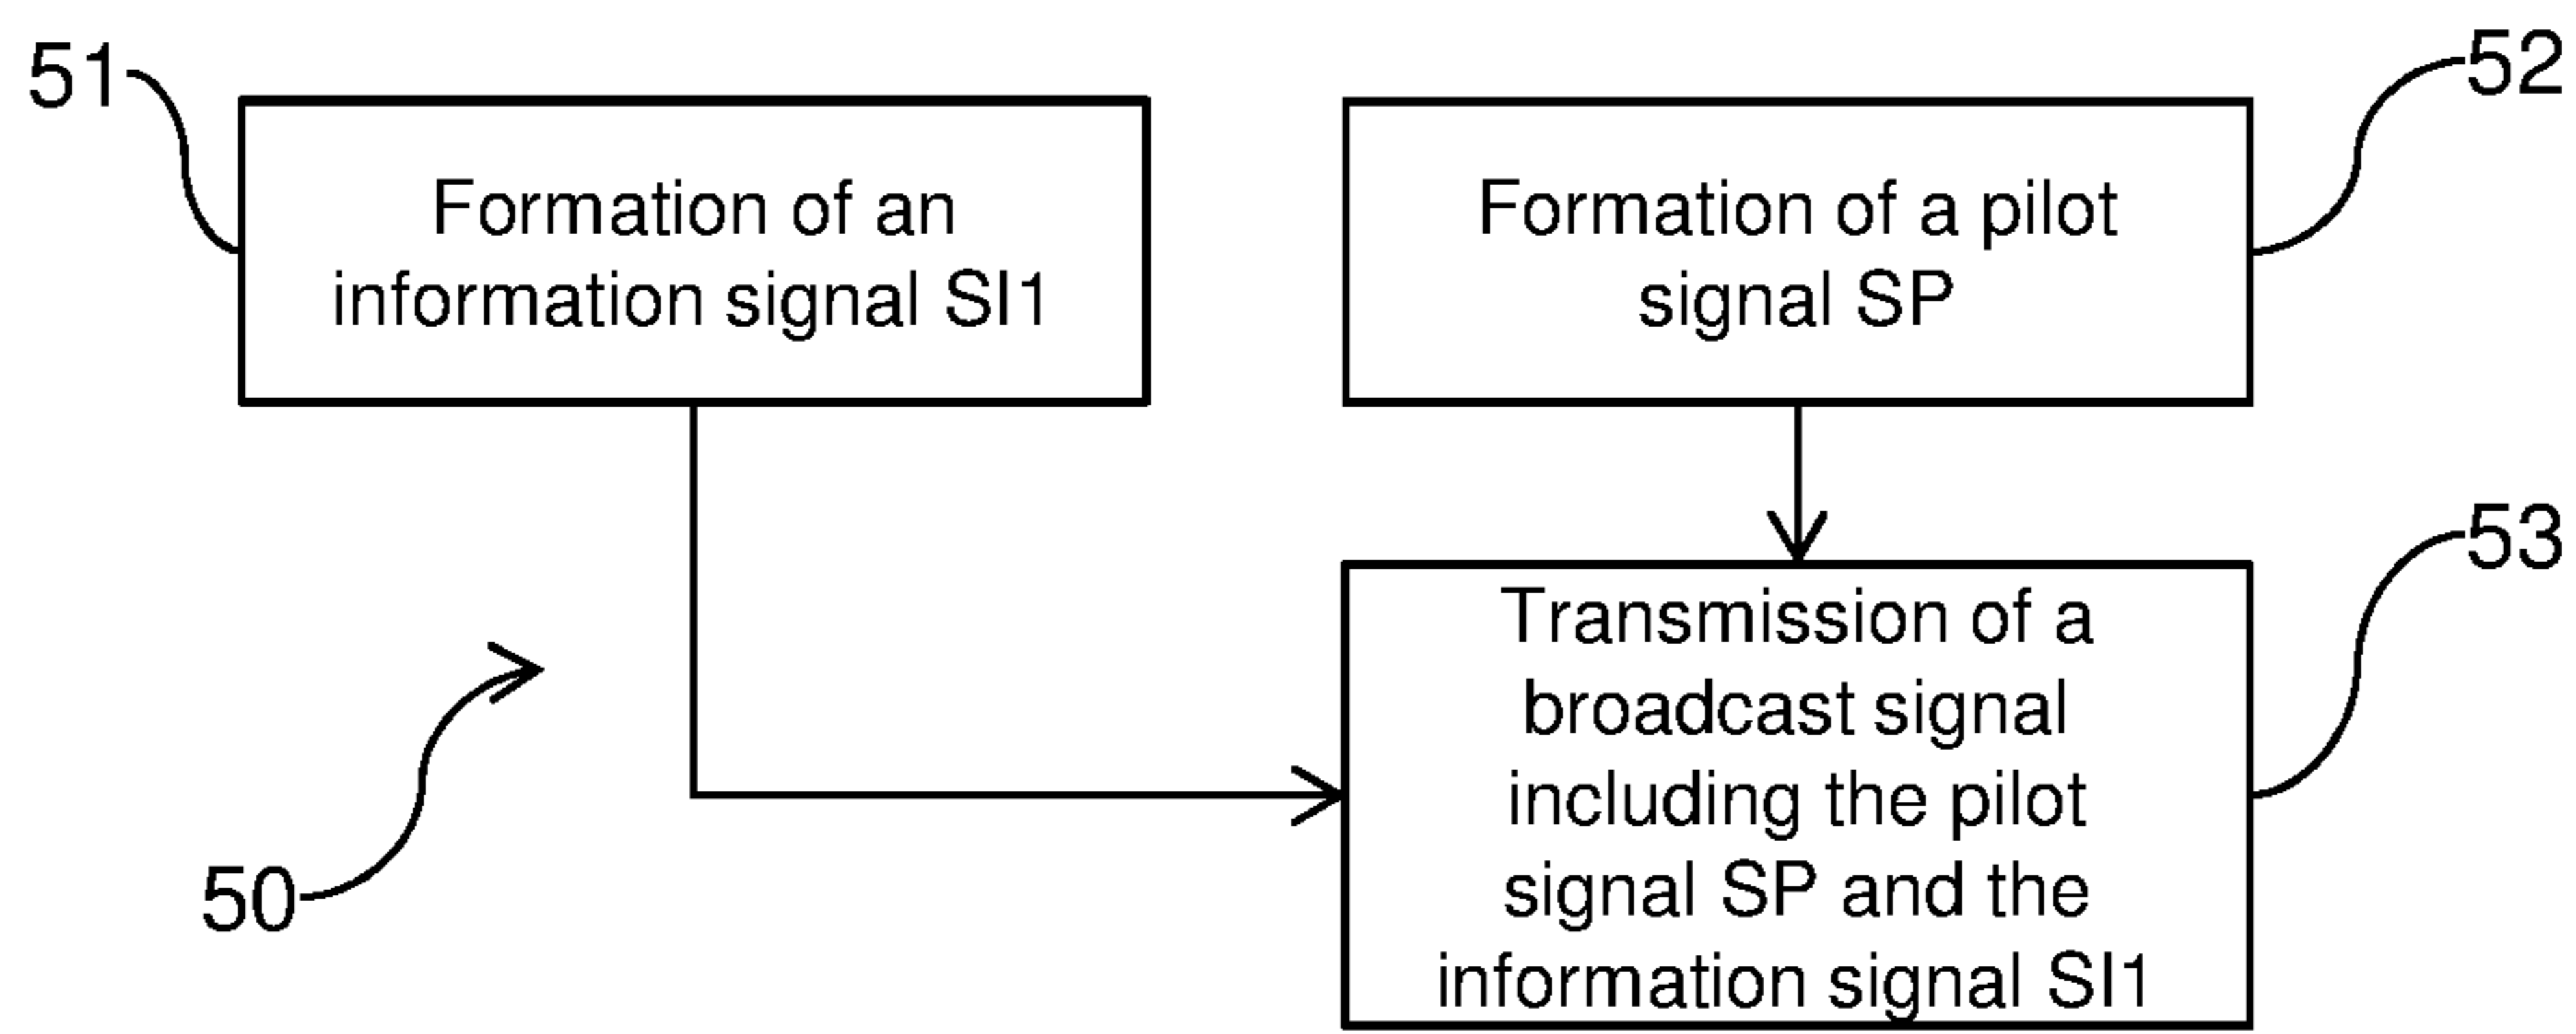 51
Formation of an
information signal SI1
52
Formation of a pilot
signal SP
53
Transmission of a
broadcast signal
including the pilot
signal SP and the
information signal SI1
50